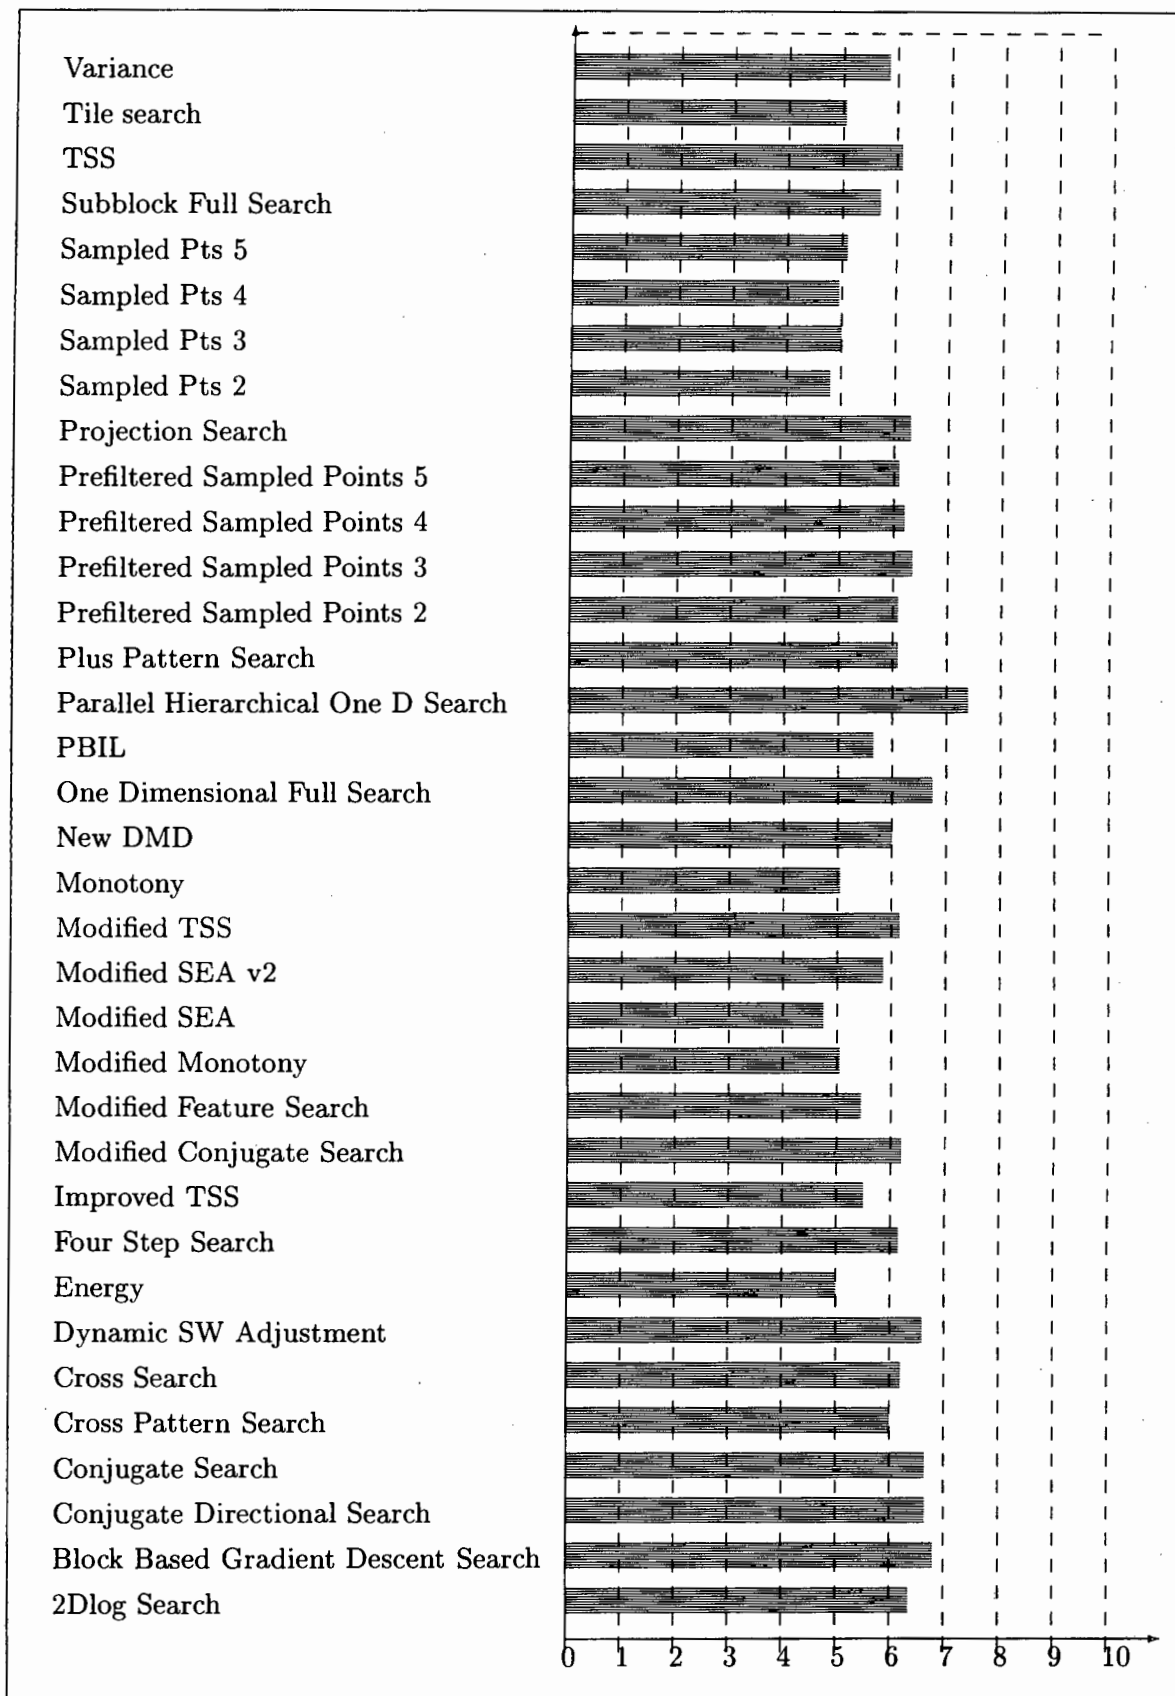 Variance
Tile search
TSS
Subblock Full Search
Sampled Pts 5
Sampled Pts 4
Sampled Pts 3
Sampled Pts 2
Projection Search
Prefiltered Sampled Points 5
Prefiltered Sampled Points 4
Prefiltered Sampled Points 3
Prefiltered Sampled Points 2
Plus Pattern Search
Parallel Hierarchical One D Search
PBIL
One Dimensional Full Search
New DMD
Monotony
Modified TSS
Modified SEA v2
Modified SEA
Modified Monotony
Modified Feature Search
Modified Conjugate Search
Improved TSS
Four Step Search
Energy
Dynamic SW Adjustment
Cross Search
Cross Pattern Search
Conjugate Search
Conjugate Directional Search
Block Based Gradient Descent Search
2Dlog Search
0 1 2 3 4 5 6 7 8 9 10